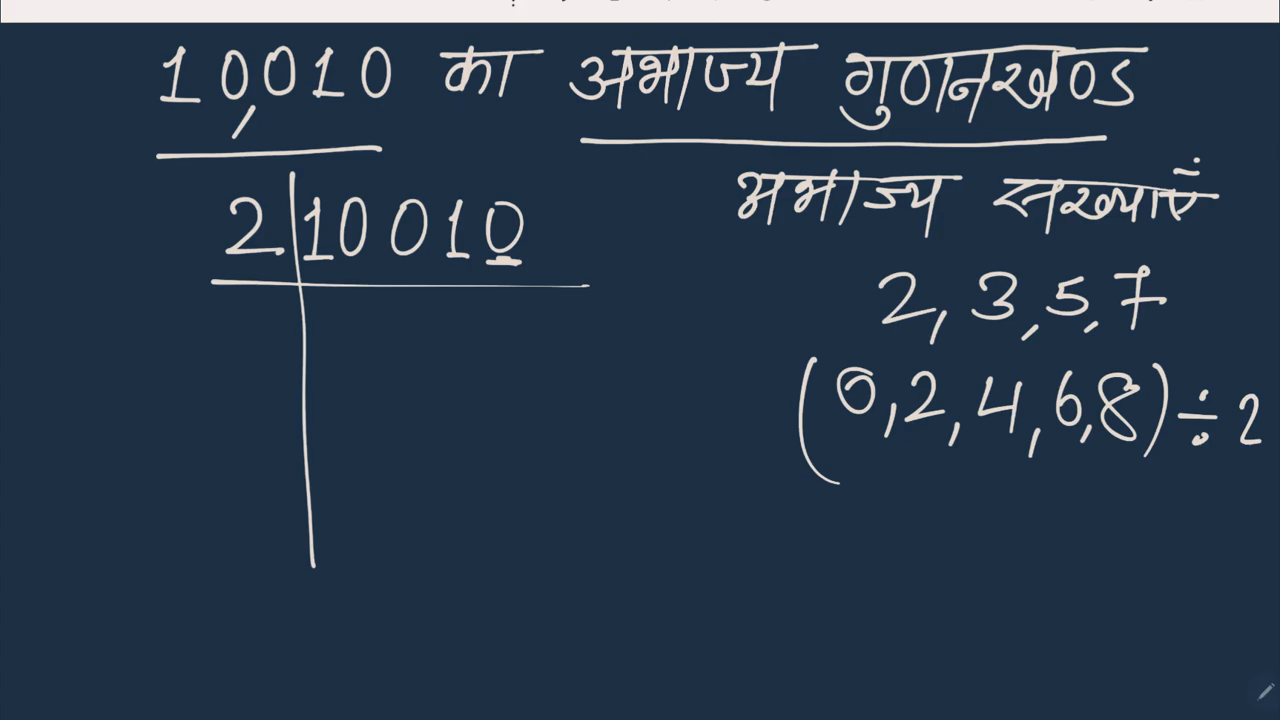 10,010 का अभाज्य गुणनखण्ड
2 10010
अभाज्य संख्याएँ
2, 3, 5, 7
(0, 2, 4, 6, 8) ÷ 2